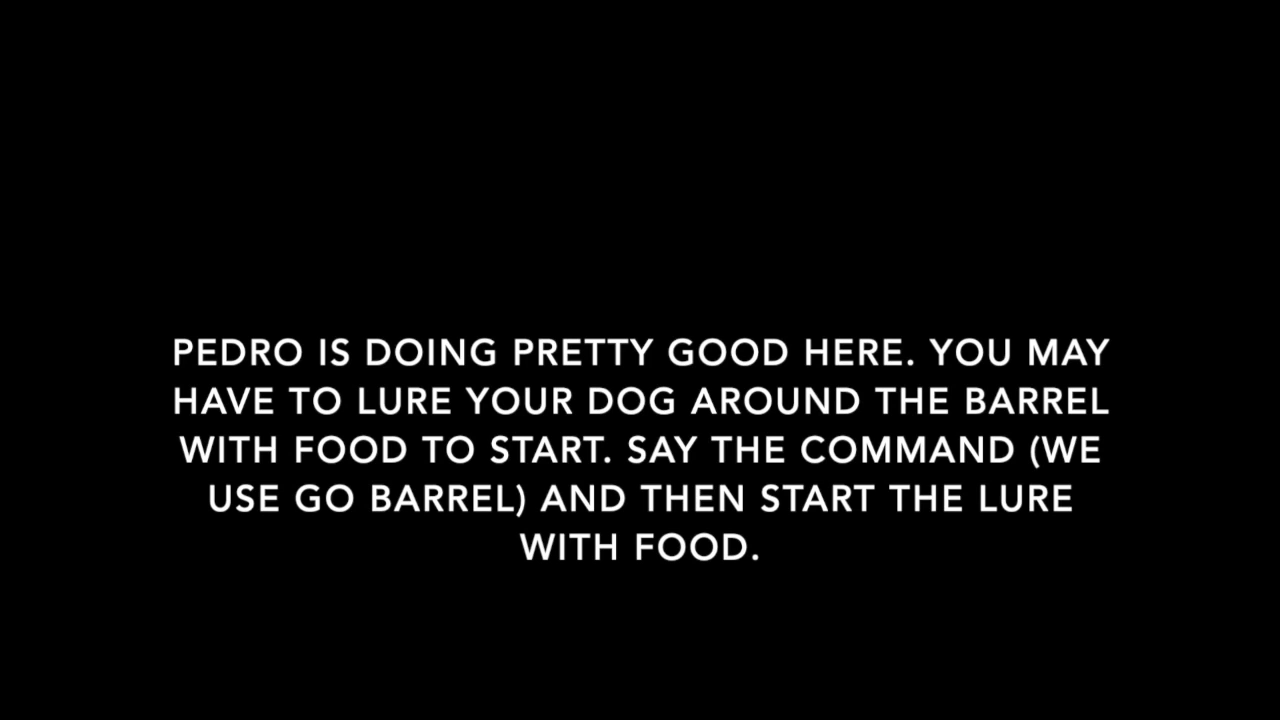 PEDRO IS DOING PRETTY GOOD HERE. YOU MAY
HAVE TO LURE YOUR DOG AROUND THE BARREL
WITH FOOD TO START. SAY THE COMMAND (WE
USE GO BARREL) AND THEN START THE LURE
WITH FOOD.